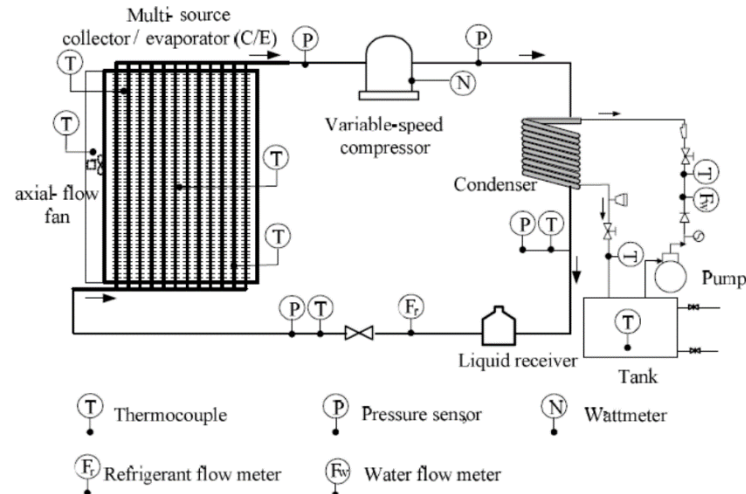 Multi- source
collector / evaporator (C/E)
P
P
T
N
T
Variable-speed
compressor
T
axial- flow
fan
Condenser
T
Fw
T
P
T
T
Pump
P
T
Fr
T
Liquid receiver
Tank
T
Thermocouple
P
Pressure sensor
N
Wattmeter
Fr
Refrigerant flow meter
Fw
Water flow meter